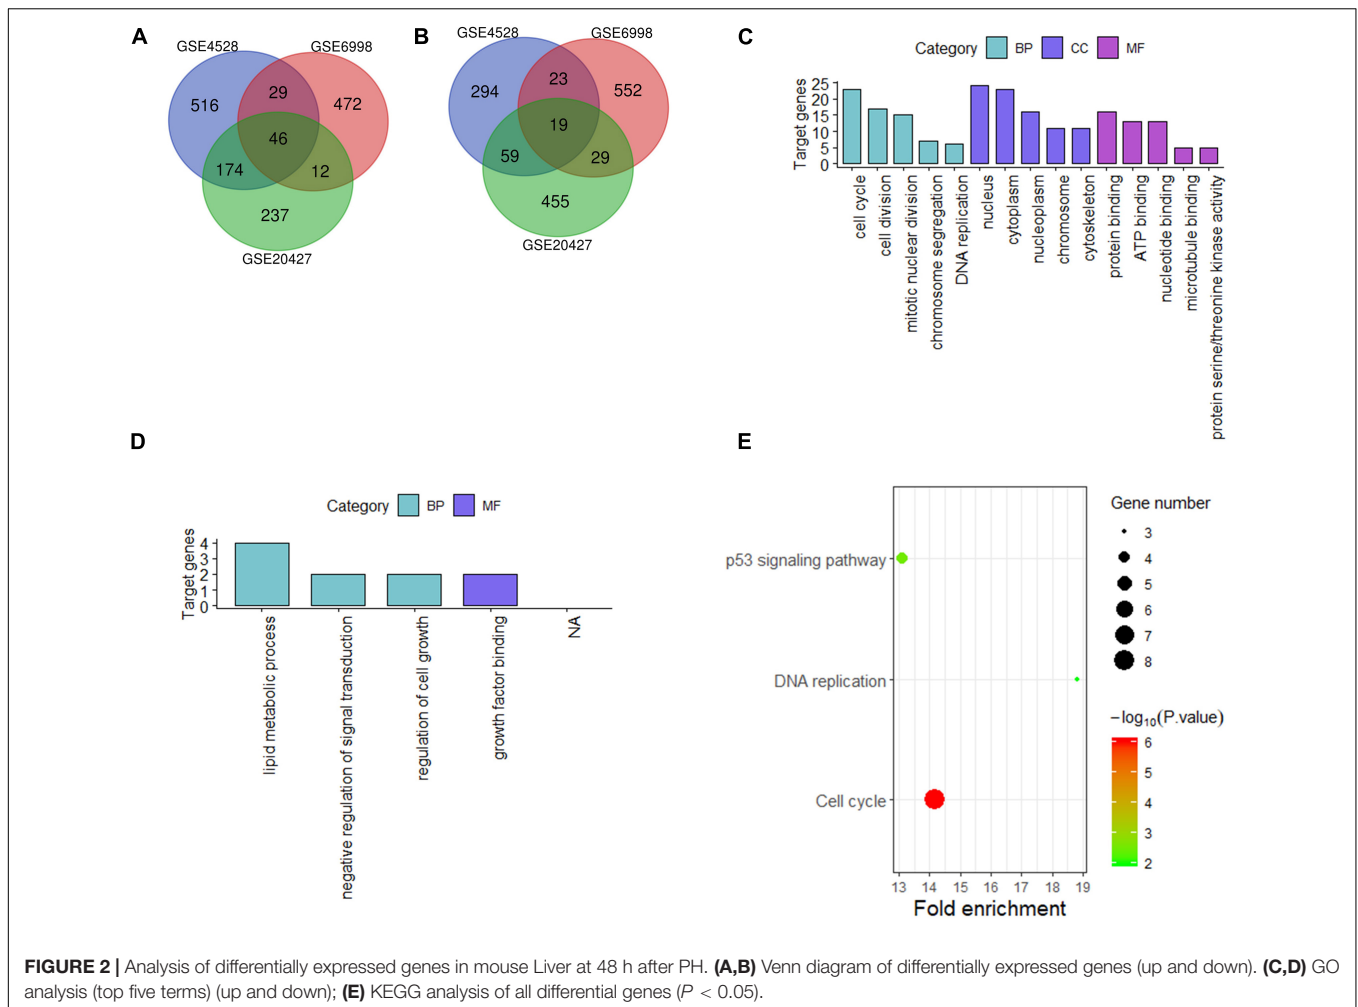 A
GSE4528
GSE6998
516
29
472
46
174
12
237
GSE20427
B
GSE4528
GSE6998
294
23
552
19
59
29
455
GSE20427
C
Category BP CC MF
Target genes
25
20
15
10
5
0
cell cycle
cell division
mitotic nuclear division
chromosome segregation
DNA replication
nucleus
cytoplasm
nucleoplasm
chromosome
cytoskeleton
protein binding
ATP binding
nucleotide binding
microtubule binding
protein serine/threonine kinase activity
D
Category BP MF
Target genes
4
3
2
1
0
lipid metabolic process
negative regulation of signal transduction
regulation of cell growth
growth factor binding
NA
E
p53 signaling pathway
DNA replication
Cell cycle
13 14 15 16 17 18 19
Fold enrichment
Gene number
3
4
5
6
7
8
−log10(P.value)
6
5
4
3
2
FIGURE 2 | Analysis of differentially expressed genes in mouse Liver at 48 h after PH. (A,B) Venn diagram of differentially expressed genes (up and down). (C,D) GO
analysis (top five terms) (up and down); (E) KEGG analysis of all differential genes (P < 0.05).